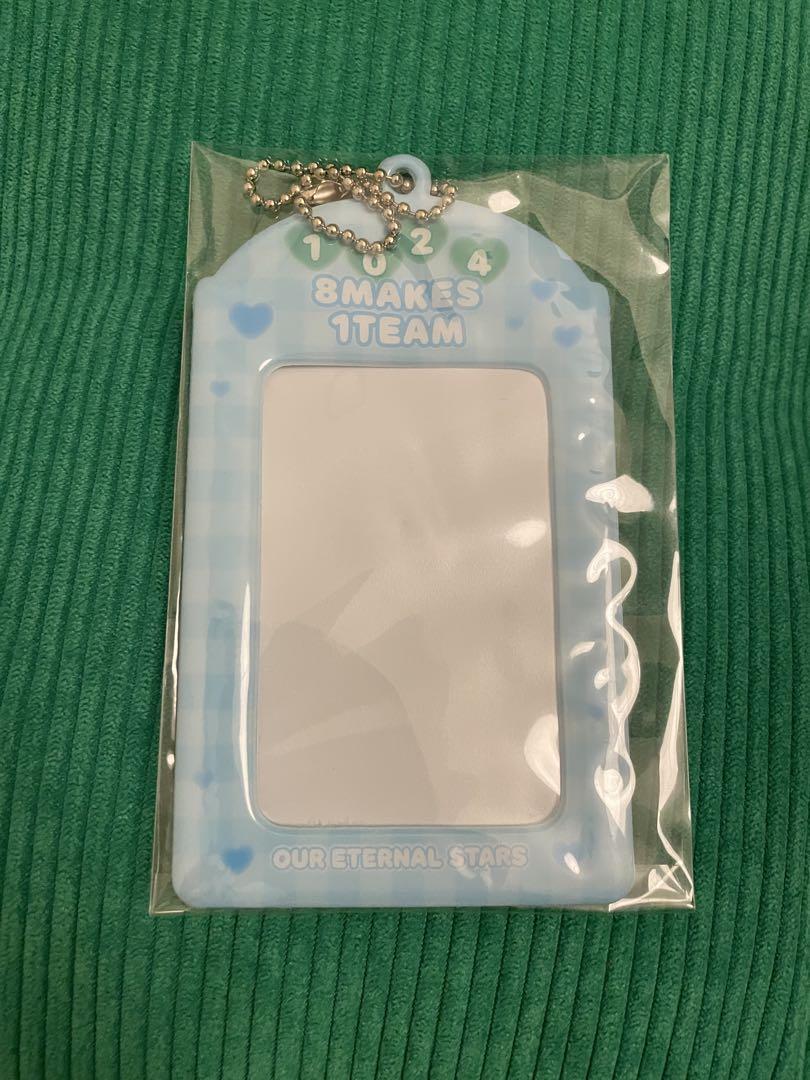 1 0 2 4
8MAKES
1TEAM
OUR ETERNAL STARS